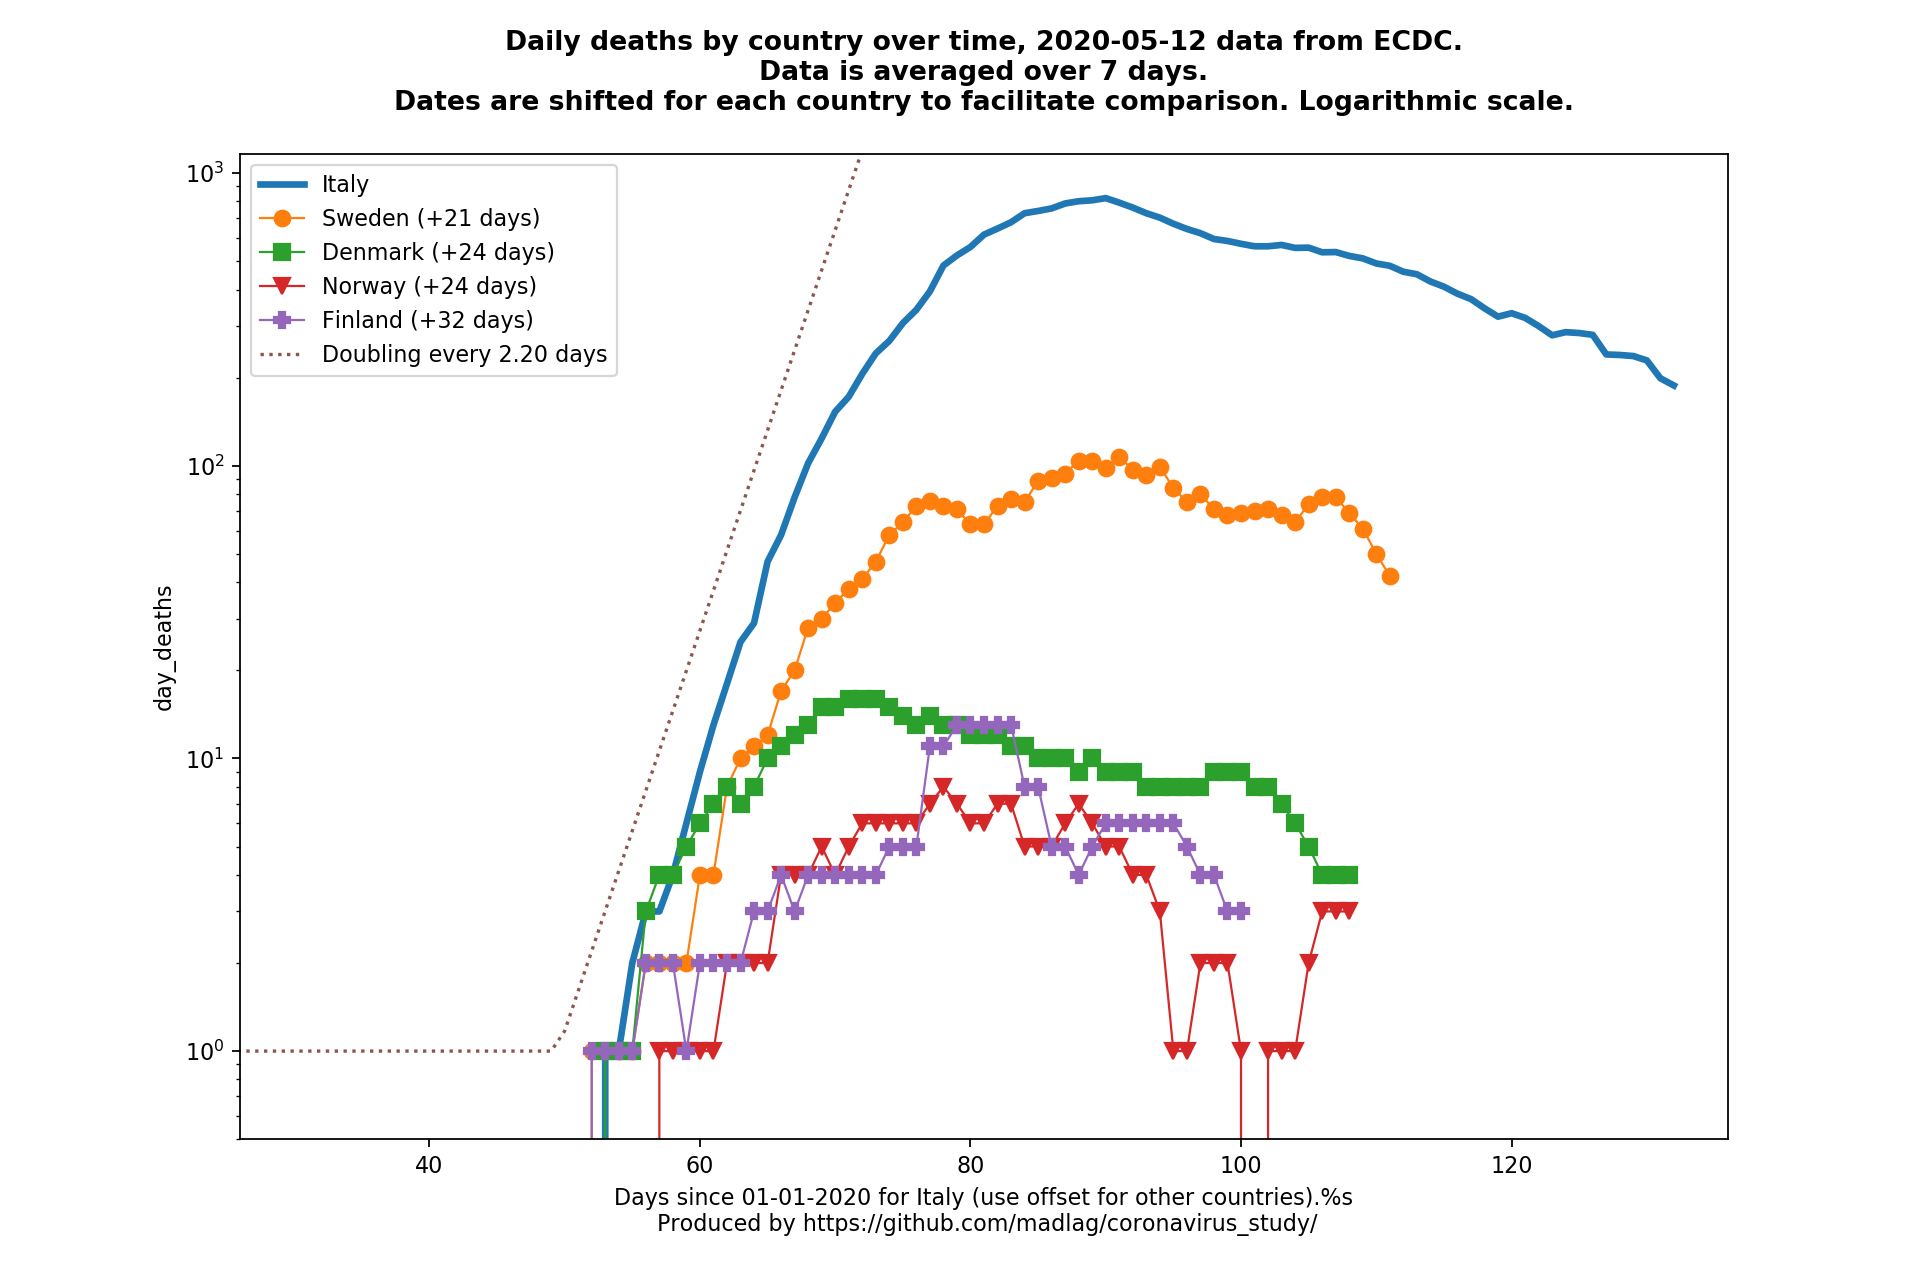 Daily deaths by country over time, 2020-05-12 data from ECDC.
Data is averaged over 7 days.
Dates are shifted for each country to facilitate comparison. Logarithmic scale.
10³
10²
10¹
10⁰
day_deaths
Italy
Sweden (+21 days)
Denmark (+24 days)
Norway (+24 days)
Finland (+32 days)
Doubling every 2.20 days
40 60 80 100 120
Days since 01-01-2020 for Italy (use offset for other countries).%s
Produced by https://github.com/madlag/coronavirus_study/